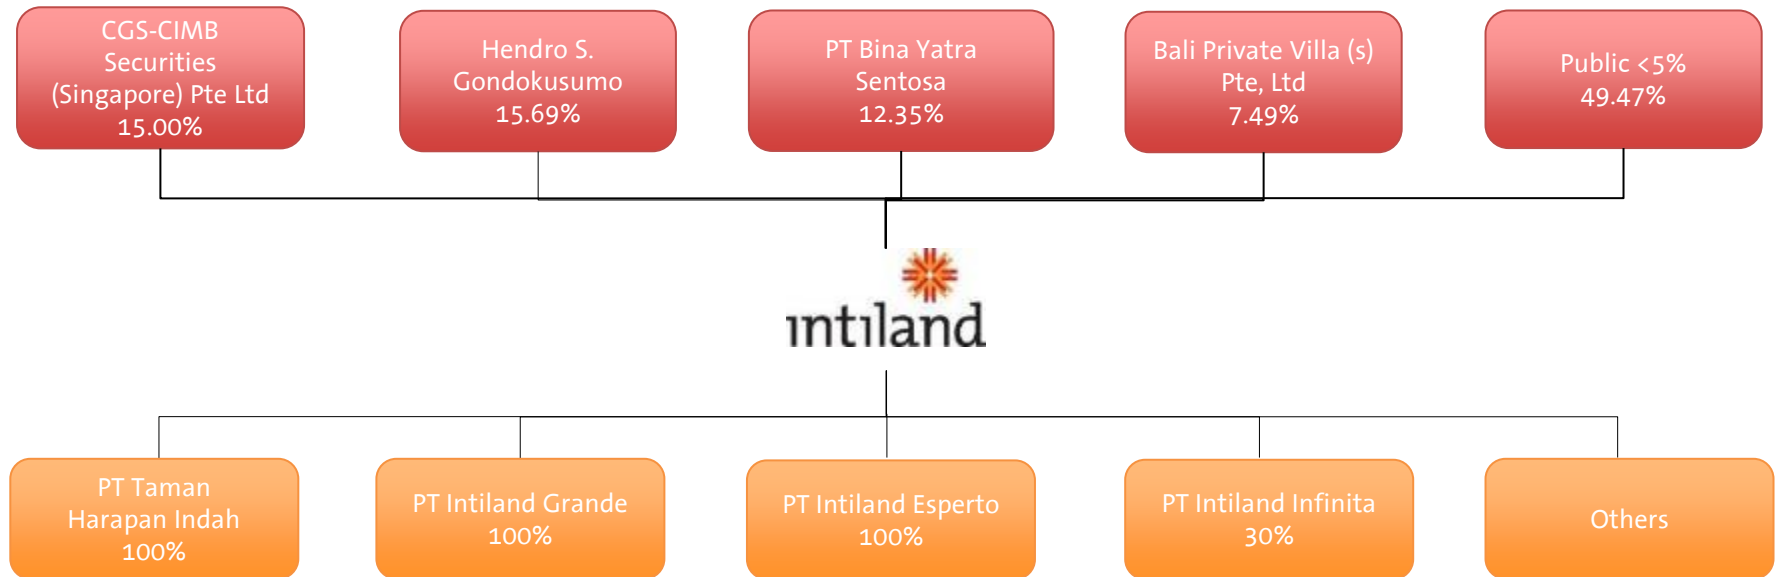 CGS-CIMB
Securities
(Singapore) Pte Ltd
15.00%
Hendro S.
Gondokusumo
15.69%
PT Bina Yatra
Sentosa
12.35%
Bali Private Villa (s)
Pte, Ltd
7.49%
Public <5%
49.47%
intiland
PT Taman
Harapan Indah
100%
PT Intiland Grande
100%
PT Intiland Esperto
100%
PT Intiland Infinita
30%
Others